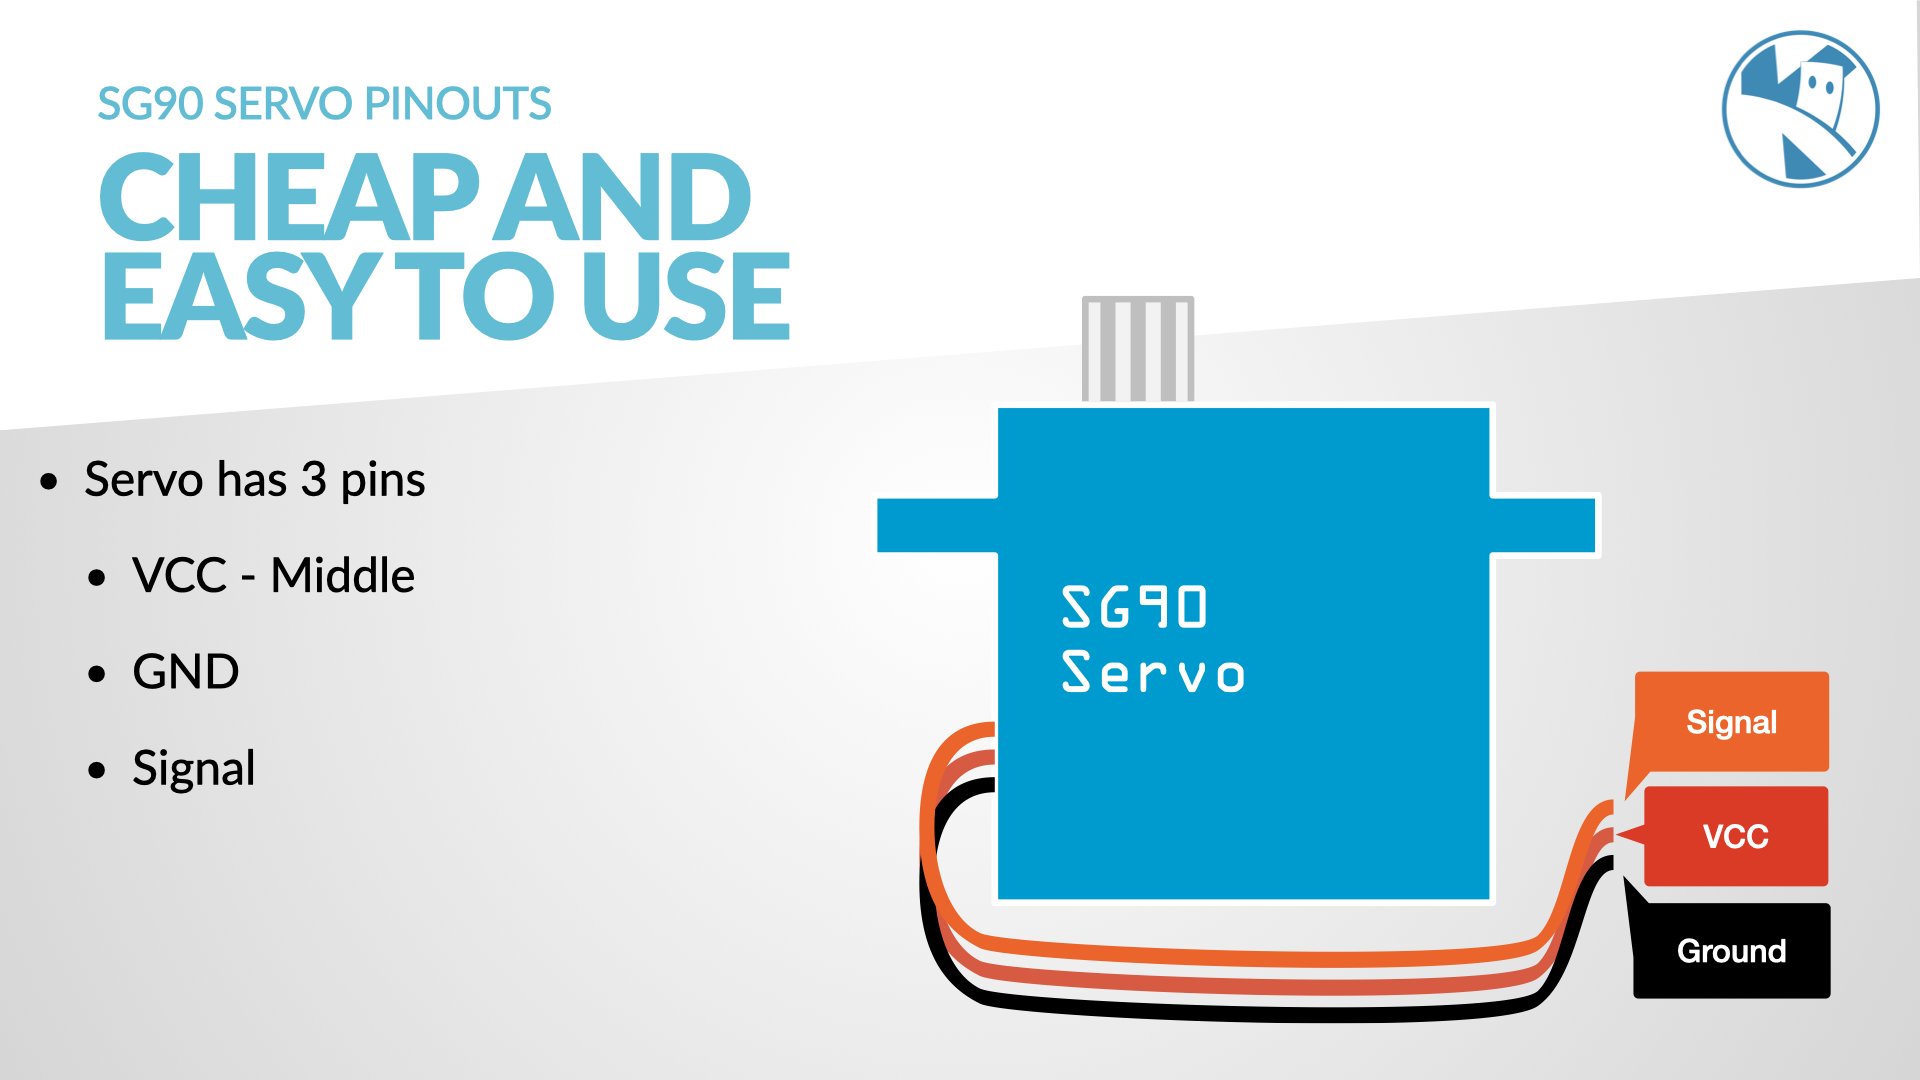 SG90 SERVO PINOUTS
CHEAP AND
EASY TO USE
• Servo has 3 pins
• VCC - Middle
• GND
• Signal
SG90
Servo
Signal
VCC
Ground